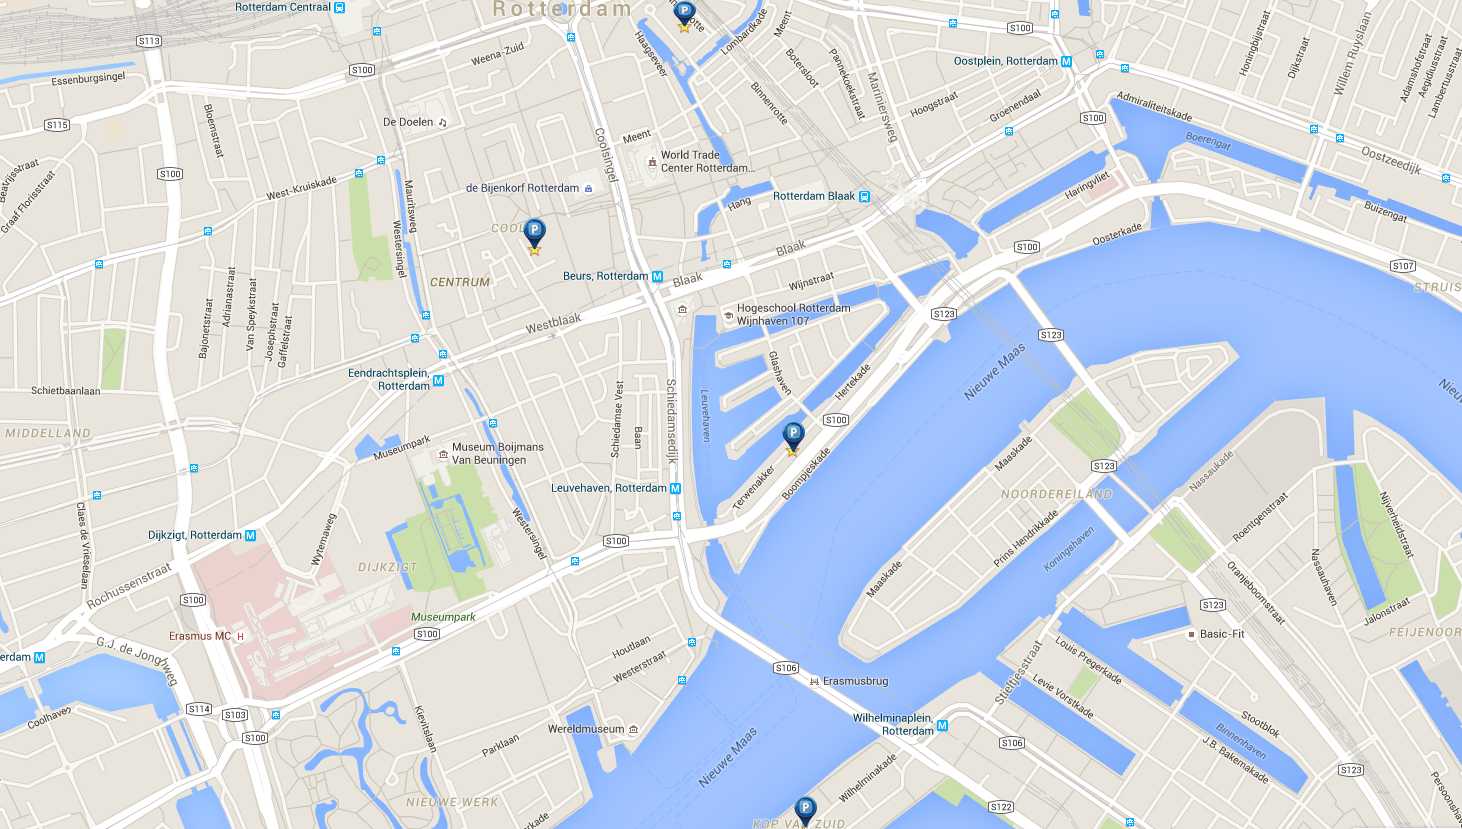 Rotterdam Centraal
Rotterdam
Lombardkade
Meent
Haagseveer
S113
S100
Weena-Zuid
Botersloot
Pannekoekstraat
Mariniersweg
S100
Oostplein, Rotterdam
Honingbijstraat
Dijkstraat
Willem Ruyslaan
Adamshofstraat
Aegidiusstraat
Lambertusstraat
Essenburgsingel
S100
Binnenrotte
Hoogstraat
Groenendaal
Admiraliteitskade
S100
S115
Bloemstraat
De Doelen
Coolsingel
Meent
Boerengat
Oostzeedijk
World Trade
Center Rotterdam...
Beatrijsstraat
Graaf Florisstraat
S100
West-Kruiskade
Mauritsweg
de Bijenkorf Rotterdam
Hang
Rotterdam Blaak
Haringvliet
Buizengat
P
COOL
Westersingel
Blaak
S100
Oosterkade
S107
CENTRUM
Beurs, Rotterdam
Blaak
Wijnstraat
STRUIS
Bajonetstraat
Adrianastraat
Van Speykstraat
Josephstraat
Gaffelstraat
Westblaak
Hogeschool Rotterdam
Wijnhaven 107
S123
S123
Nieuwe Maas
Eendrachtsplein,
Rotterdam
Glashaven
Hertekade
Schietbaanlaan
Schiedamse Vest
Schiedamsedijk
Leuvehaven
MIDDELLAND
Museumpark
Baan
P
S100
Museum Boijmans
Van Beuningen
Terwenakker
Boompjeskade
Maaskade
S123
Nassaukade
Leuvehaven, Rotterdam
NOORDEREILAND
Claes de Vrieselaan
Dijkzigt, Rotterdam
Wytemaweg
Westersingel
S100
Prins Hendrikkade
Koningshaven
Roentgenstraat
Nijverheidstraat
DIJKZIGT
Rochussenstraat
Maaskade
Oranjeboomstraat
Nassauhaven
S100
Museumpark
S123
Jalonstraat
Erasmus MC
S100
Basic-Fit
FEIJENOOR
G.J. de Jonghweg
Houtlaan
Westerstraat
S106
Erasmusbrug
Stieltjesstraat
Louis Pregerkade
Levie Vorstkade
S114
S103
Coolhaven
Wilhelminaplein,
Rotterdam
Stootblok
Binnenhaven
J.B. Bakemakade
Kievitslaan
Wereldmuseum
S100
Parklaan
Nieuwe Maas
S106
S123
Wilhelminakade
NIEUWE WERK
P
S122
KOP VAN ZUID